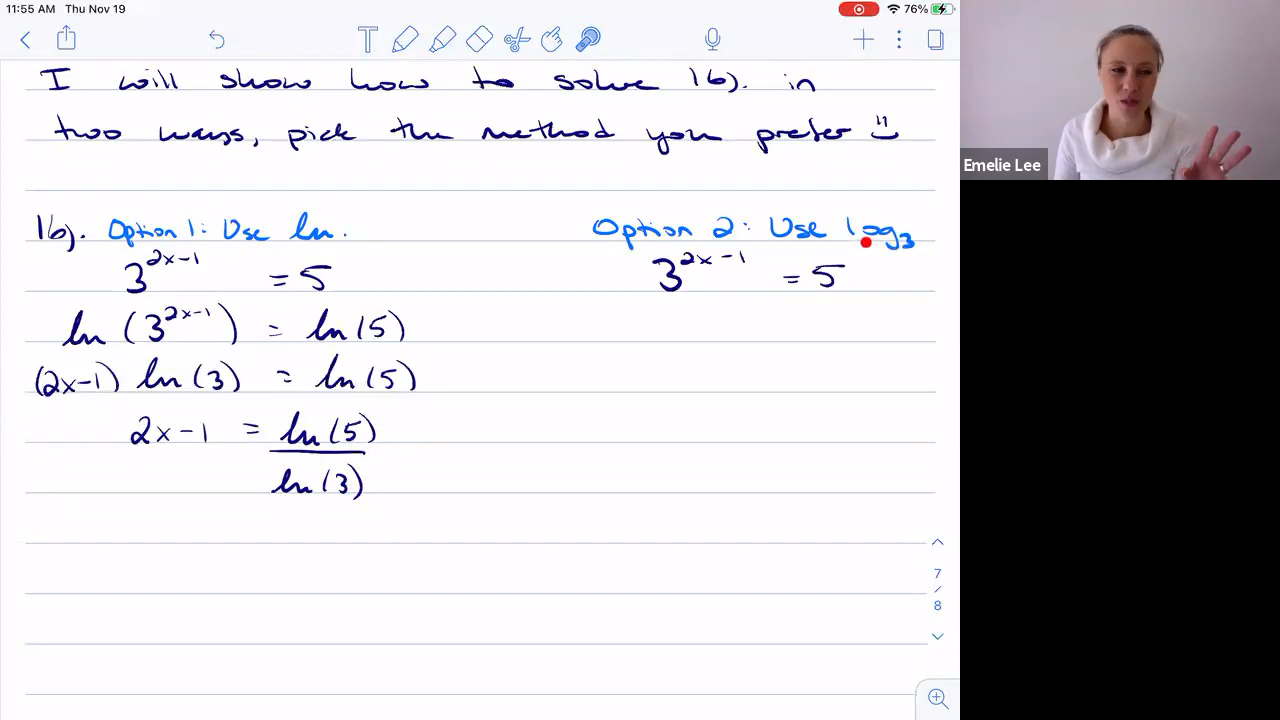 11:55 AM Thu Nov 19
76%
I will show how to solve 16). in
two ways, pick the method you prefer
Emelie Lee
16). Option 1: Use ln.
3^{2x-1} = 5
ln (3^{2x-1}) = ln(5)
(2x-1) ln(3) = ln(5)
2x-1 = ln(5)
ln(3)
Option 2: Use log₃
3^{2x-1} = 5
7
/
8